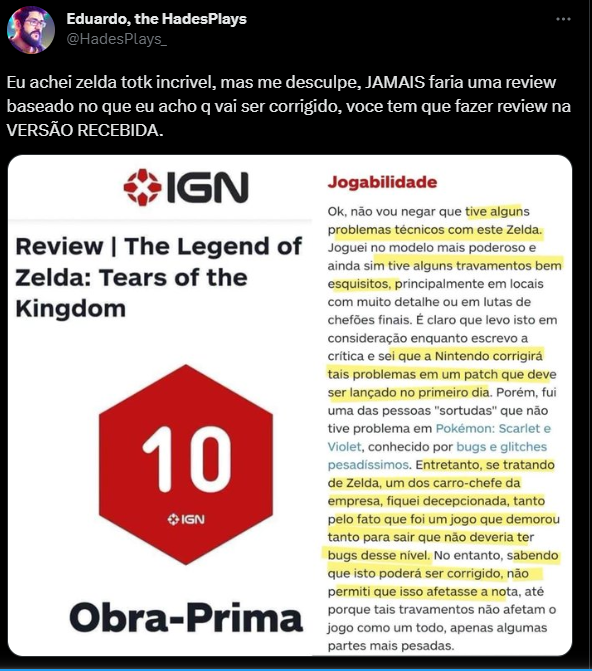 Eduardo, the HadesPlays
@HadesPlays_
Eu achei zelda totk incrivel, mas me desculpe, JAMAIS faria uma review
baseado no que eu acho q vai ser corrigido, voce tem que fazer review na
VERSÃO RECEBIDA.
IGN
Review | The Legend of
Zelda: Tears of the
Kingdom
10
IGN
Obra-Prima
Jogabilidade
Ok, não vou negar que tive alguns
problemas técnicos com este Zelda.
Joguei no modelo mais poderoso e
ainda sim tive alguns travamentos bem
esquisitos, principalmente em locais
com muito detalhe ou em lutas de
chefões finais. É claro que levo isto em
consideração enquanto escrevo a
crítica e sei que a Nintendo corrigirá
tais problemas em um patch que deve
ser lançado no primeiro dia. Porém, fui
uma das pessoas "sortudas" que não
tive problema em Pokémon: Scarlet e
Violet, conhecido por bugs e glitches
pesadíssimos. Entretanto, se tratando
de Zelda, um dos carro-chefe da
empresa, fiquei decepcionada, tanto
pelo fato que foi um jogo que demorou
tanto para sair que não deveria ter
bugs desse nível. No entanto, sabendo
que isto poderá ser corrigido, não
permiti que isso afetasse a nota, até
porque tais travamentos não afetam o
jogo como um todo, apenas algumas
partes mais pesadas.